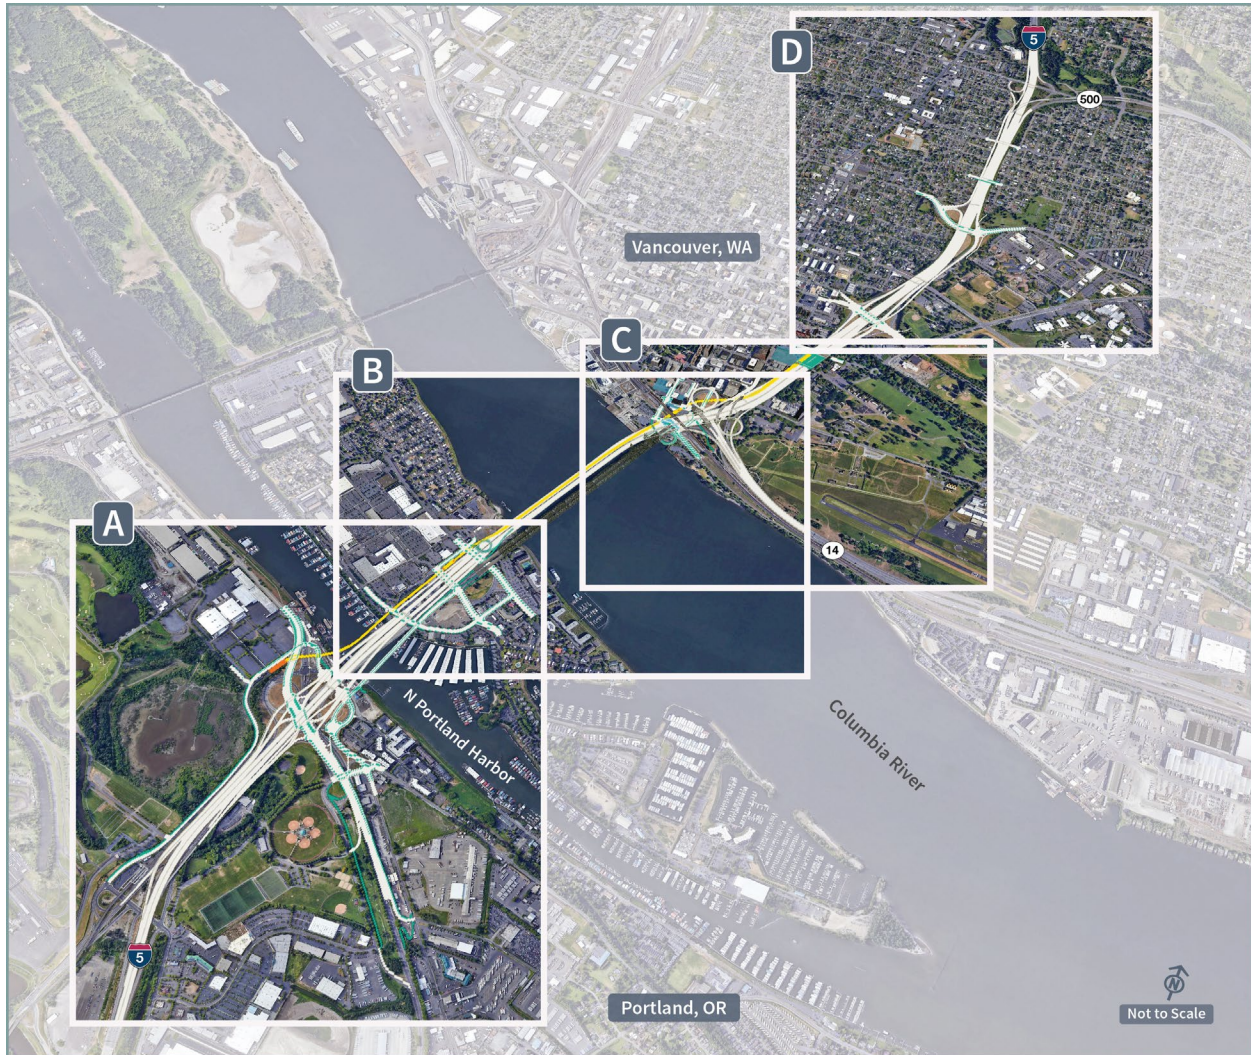 D
5
500
Vancouver, WA
C
B
14
A
N Portland Harbor
Columbia River
5
Portland, OR
N
Not to Scale